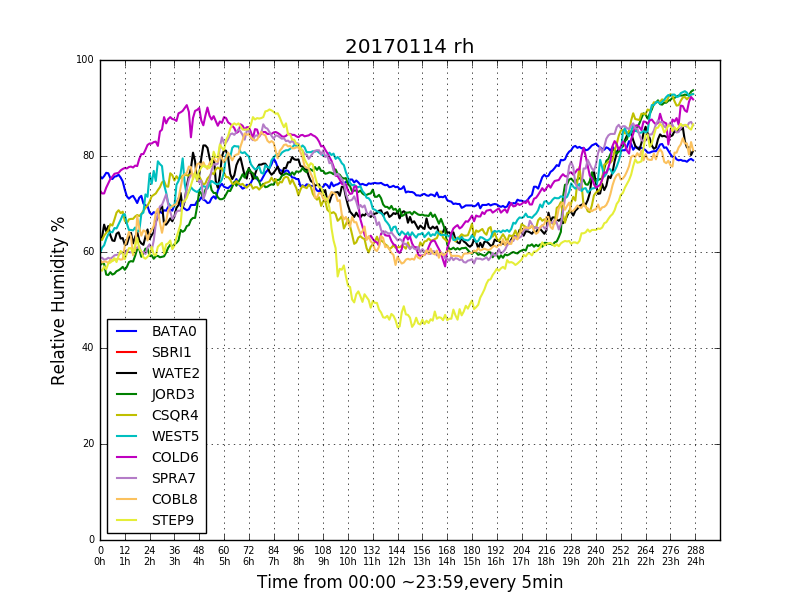 20170114 rh
100
80
60
40
20
0
Relative Humidity %
BATA0
SBRI1
WATE2
JORD3
CSQR4
WEST5
COLD6
SPRA7
COBL8
STEP9
0 12 24 36 48 60 72 84 96 108 120 132 144 156 168 180 192 204 216 228 240 252 264 276 288
0h 1h 2h 3h 4h 5h 6h 7h 8h 9h 10h 11h 12h 13h 14h 15h 16h 17h 18h 19h 20h 21h 22h 23h 24h
Time from 00:00 ~23:59,every 5min